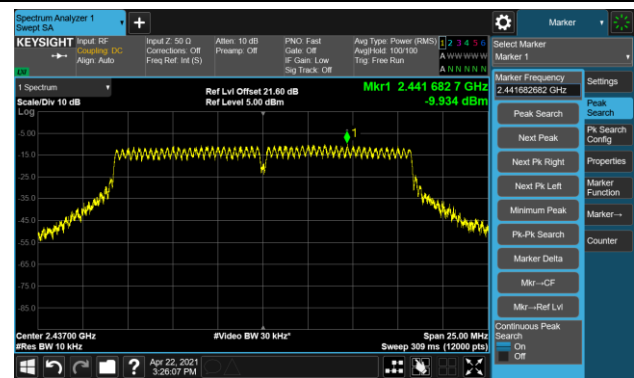 Spectrum Analyzer 1
Swept SA
Marker
KEYSIGHT
Input: RF
Coupling: DC
Align: Auto
Input Z: 50 Ω
Corrections: Off
Freq Ref: Int (S)
Atten: 10 dB
Preamp: Off
PNO: Fast
Gate: Off
IF Gain: Low
Sig Track: Off
Avg Type: Power (RMS)
Avg|Hold: 100/100
Trig: Free Run
1 2 3 4 5 6
A W W W W W
A N N N N N
Select Marker
Marker 1
1 Spectrum
Scale/Div 10 dB
Log
Ref Lvl Offset 21.60 dB
Ref Level 5.00 dBm
Mkr1 2.441 682 7 GHz
-9.934 dBm
1
-5.00
-15.0
-25.0
-35.0
-45.0
-55.0
-65.0
-75.0
-85.0
Center 2.43700 GHz
#Res BW 10 kHz
#Video BW 30 kHz*
Span 25.00 MHz
Sweep 309 ms (12000 pts)
Marker Frequency
2.441682682 GHz
Peak Search
Next Peak
Next Pk Right
Next Pk Left
Minimum Peak
Pk-Pk Search
Marker Delta
Mkr→CF
Mkr→Ref Lvl
Continuous Peak
Search
On
Off
Settings
Peak
Search
Pk Search
Config
Properties
Marker
Function
Marker→
Counter
?
Apr 22, 2021
3:26:07 PM